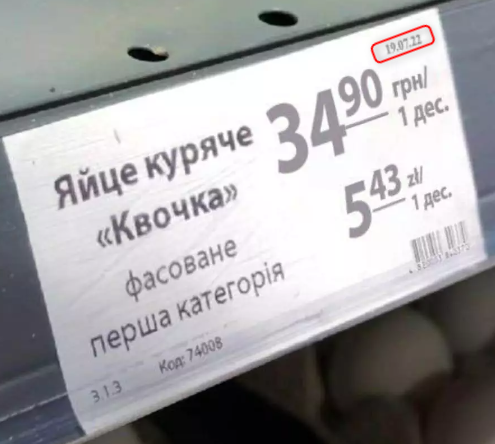 19.07.22
Яйце куряче
«Квочка»
фасоване
перша категорія
34 90 грн/
1 дес.
5 43 zł/
1 дес.
3.1.3
Код: 74008